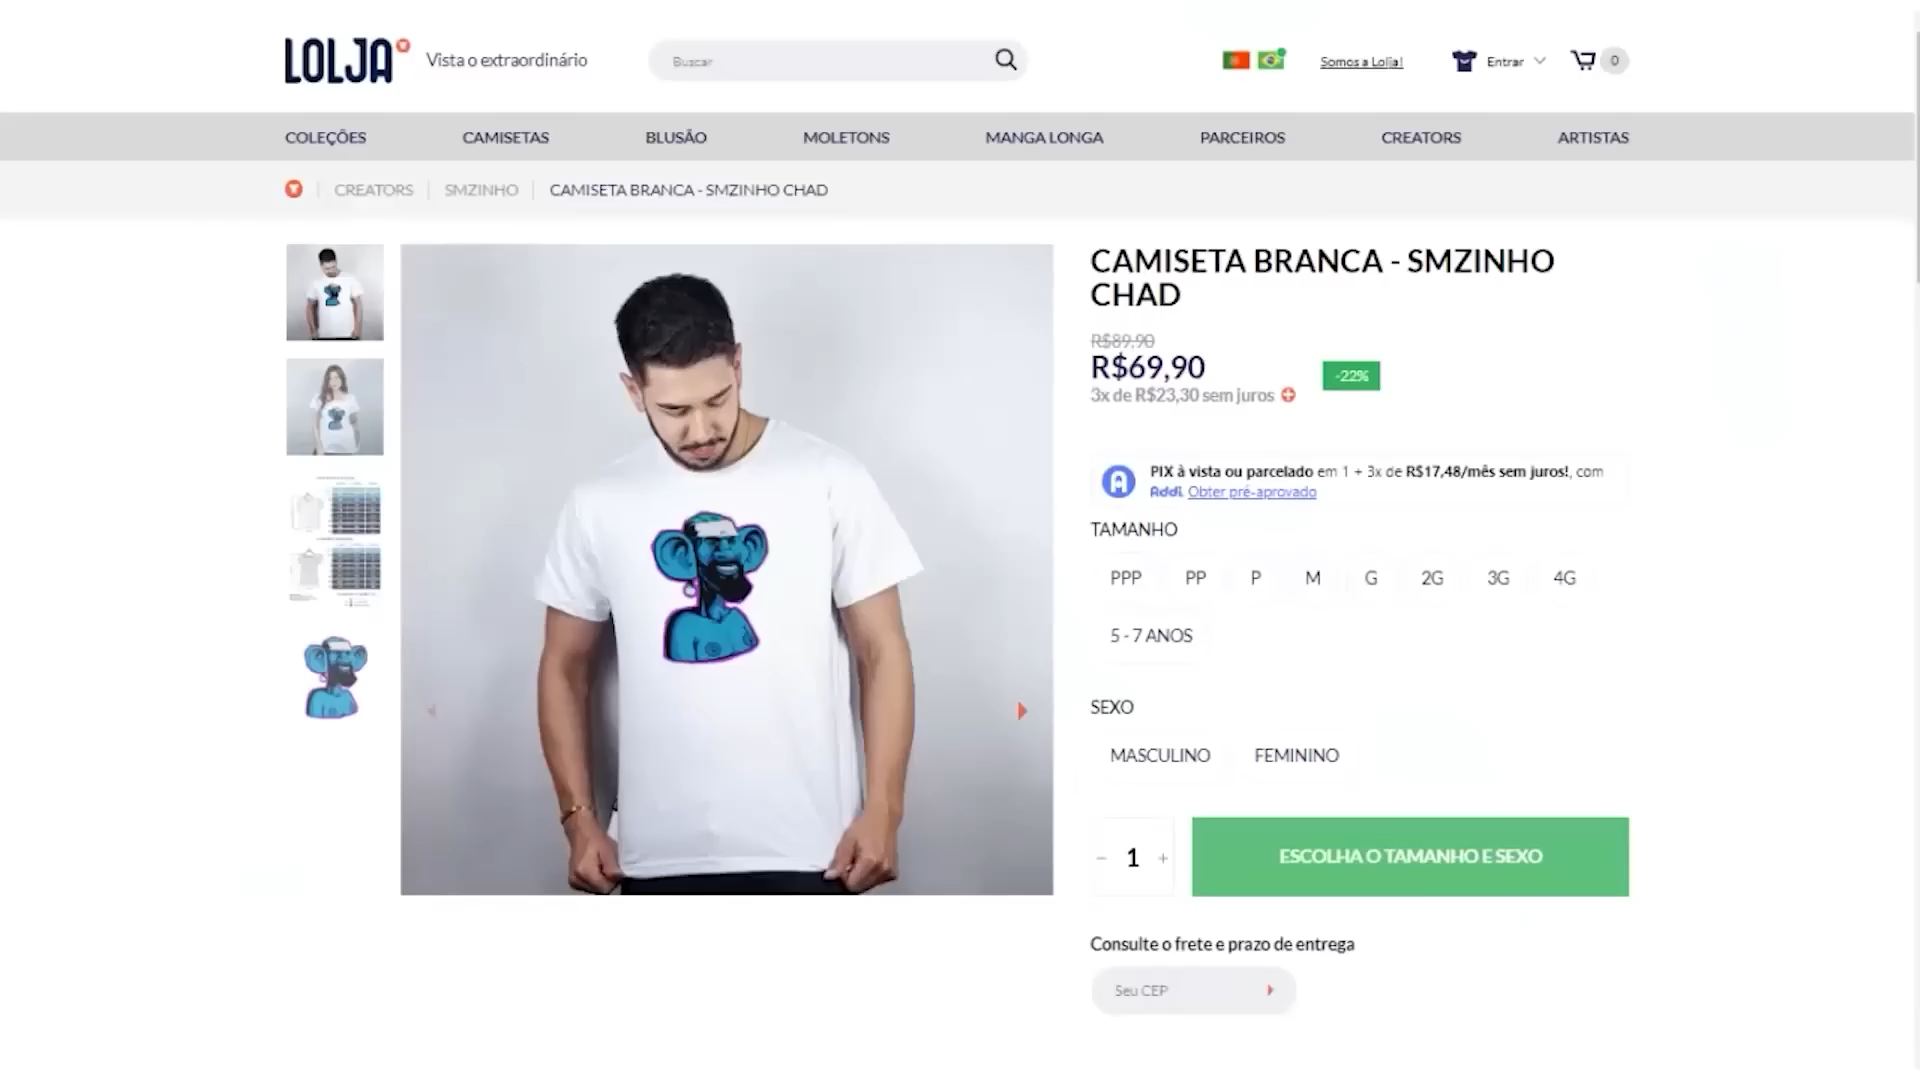 LOLJA
Vista o extraordinário
Buscar
Somos a Lolja!
Entrar
0
COLEÇÕES
CAMISETAS
BLUSÃO
MOLETONS
MANGA LONGA
PARCEIROS
CREATORS
ARTISTAS
CREATORS
SMZINHO
CAMISETA BRANCA - SMZINHO CHAD
CAMISETA BRANCA - SMZINHO
CHAD
R$89,90
R$69,90
-22%
3x de R$23,30 sem juros
PIX à vista ou parcelado em 1 + 3x de R$17,48/mês sem juros!, com
Addi. Obter pré-aprovado
TAMANHO
PPP
PP
P
M
G
2G
3G
4G
5 - 7 ANOS
SEXO
MASCULINO
FEMININO
- 1 +
ESCOLHA O TAMANHO E SEXO
Consulte o frete e prazo de entrega
Seu CEP